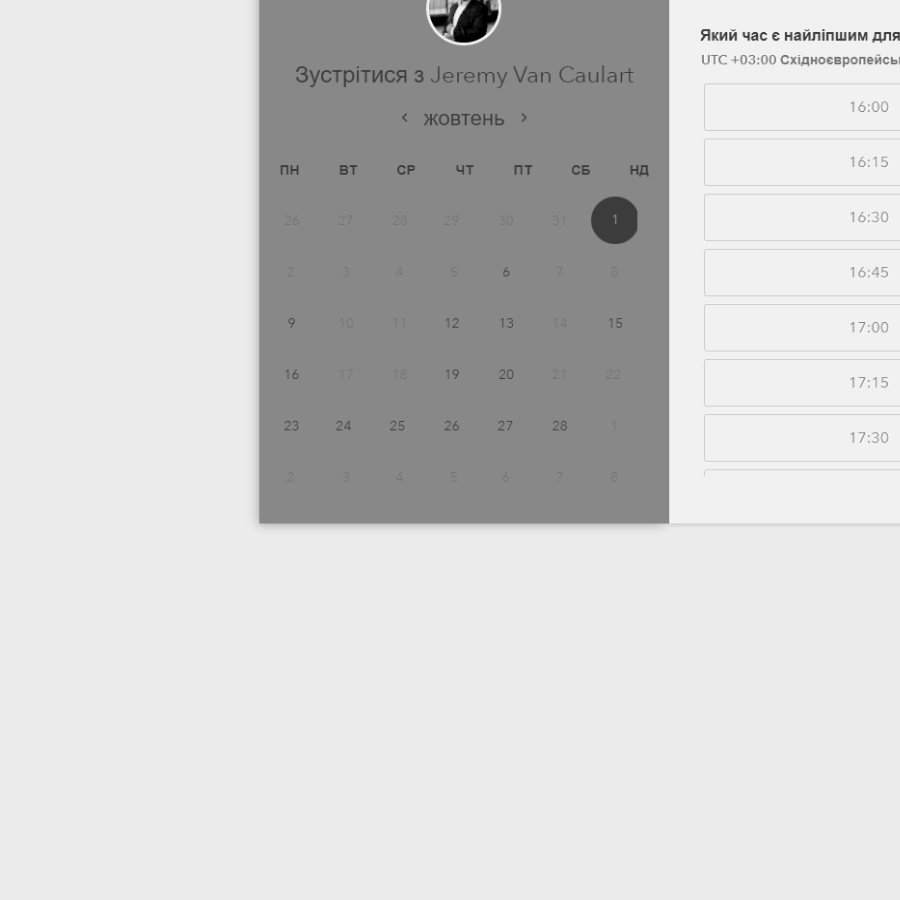 Зустрітися з Jeremy Van Caulart
жовтень
ПН ВТ СР ЧТ ПТ СБ НД
26 27 28 29 30 31 1
2 3 4 5 6 7 8
9 10 11 12 13 14 15
16 17 18 19 20 21 22
23 24 25 26 27 28 1
2 3 4 5 6 7 8
Який час є найліпшим для
UTC +03:00 Східноєвропейсь
16:00
16:15
16:30
16:45
17:00
17:15
17:30